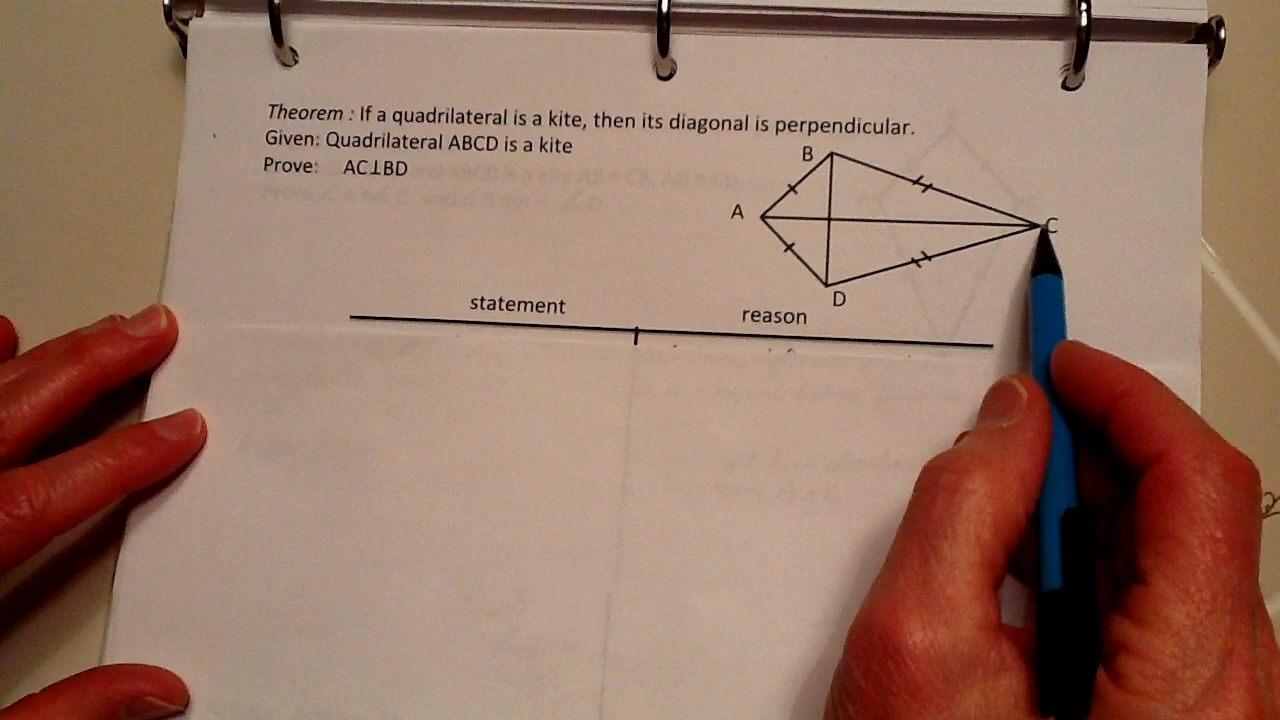 Theorem : If a quadrilateral is a kite, then its diagonal is perpendicular.
Given: Quadrilateral ABCD is a kite
Prove: AC⊥BD
B
A
C
D
statement
reason